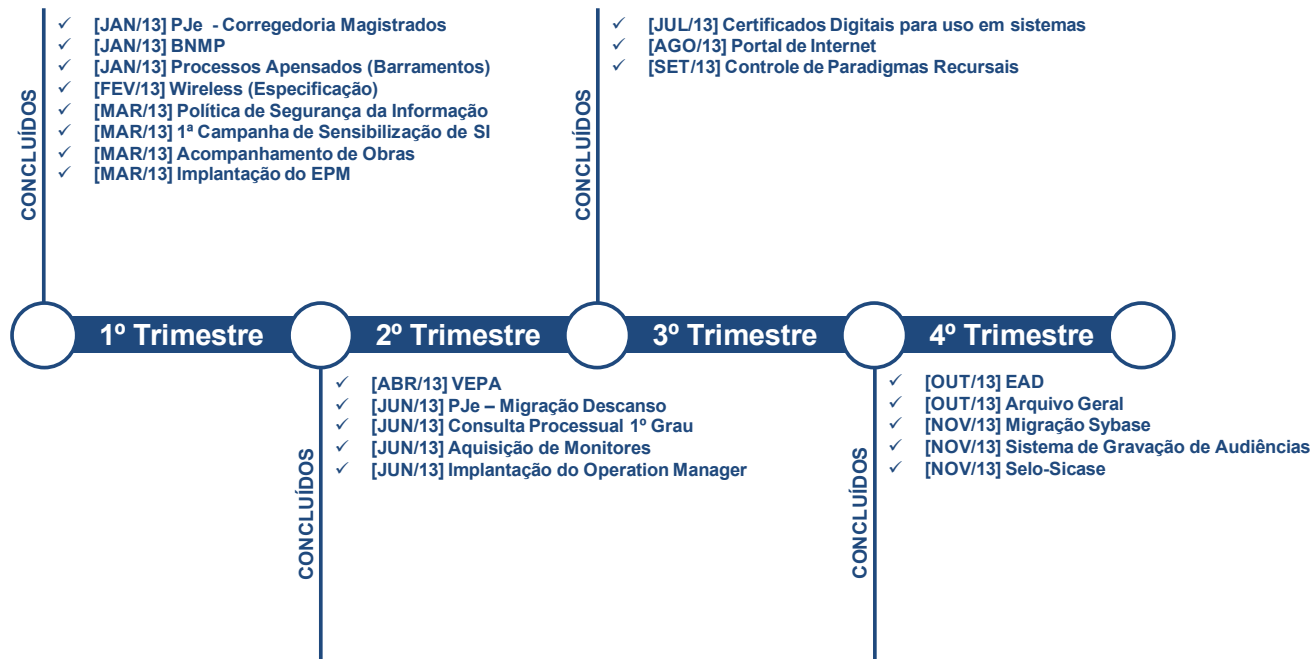 CONCLUÍDOS
[JAN/13] PJe - Corregedoria Magistrados
[JAN/13] BNMP
[JAN/13] Processos Apensados (Barramentos)
[FEV/13] Wireless (Especificação)
[MAR/13] Política de Segurança da Informação
[MAR/13] 1ª Campanha de Sensibilização de SI
[MAR/13] Acompanhamento de Obras
[MAR/13] Implantação do EPM
CONCLUÍDOS
[JUL/13] Certificados Digitais para uso em sistemas
[AGO/13] Portal de Internet
[SET/13] Controle de Paradigmas Recursais
1º Trimestre
2º Trimestre
3º Trimestre
4º Trimestre
CONCLUÍDOS
[ABR/13] VEPA
[JUN/13] PJe – Migração Descanso
[JUN/13] Consulta Processual 1º Grau
[JUN/13] Aquisição de Monitores
[JUN/13] Implantação do Operation Manager
CONCLUÍDOS
[OUT/13] EAD
[OUT/13] Arquivo Geral
[NOV/13] Migração Sybase
[NOV/13] Sistema de Gravação de Audiências
[NOV/13] Selo-Sicase